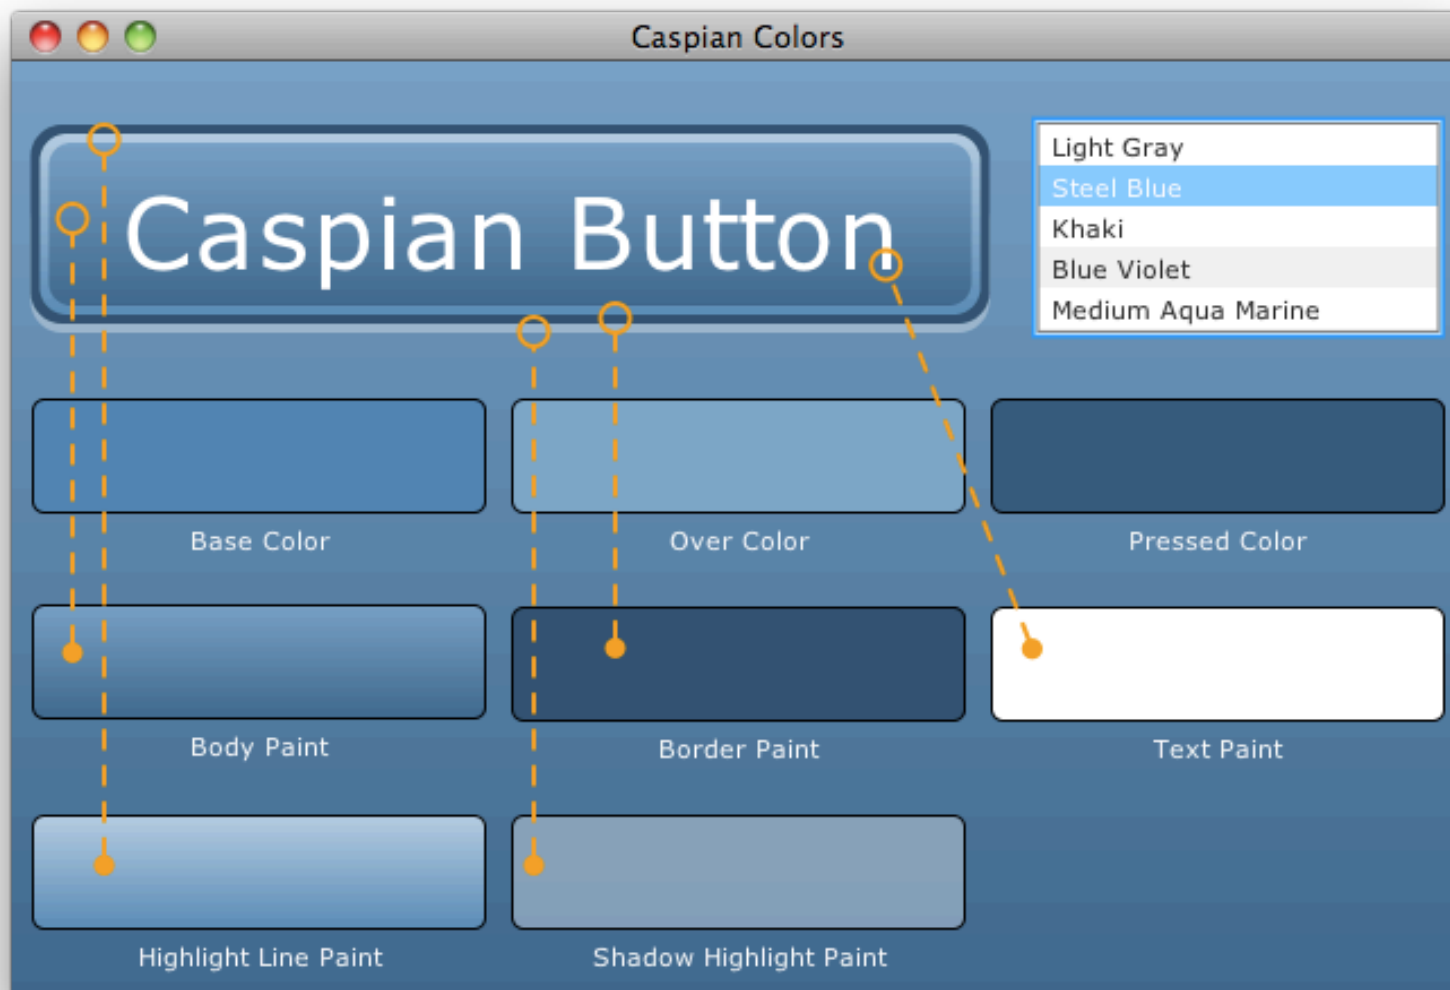 Caspian Colors
Caspian Button
Light Gray
Steel Blue
Khaki
Blue Violet
Medium Aqua Marine
Base Color
Over Color
Pressed Color
Body Paint
Border Paint
Text Paint
Highlight Line Paint
Shadow Highlight Paint